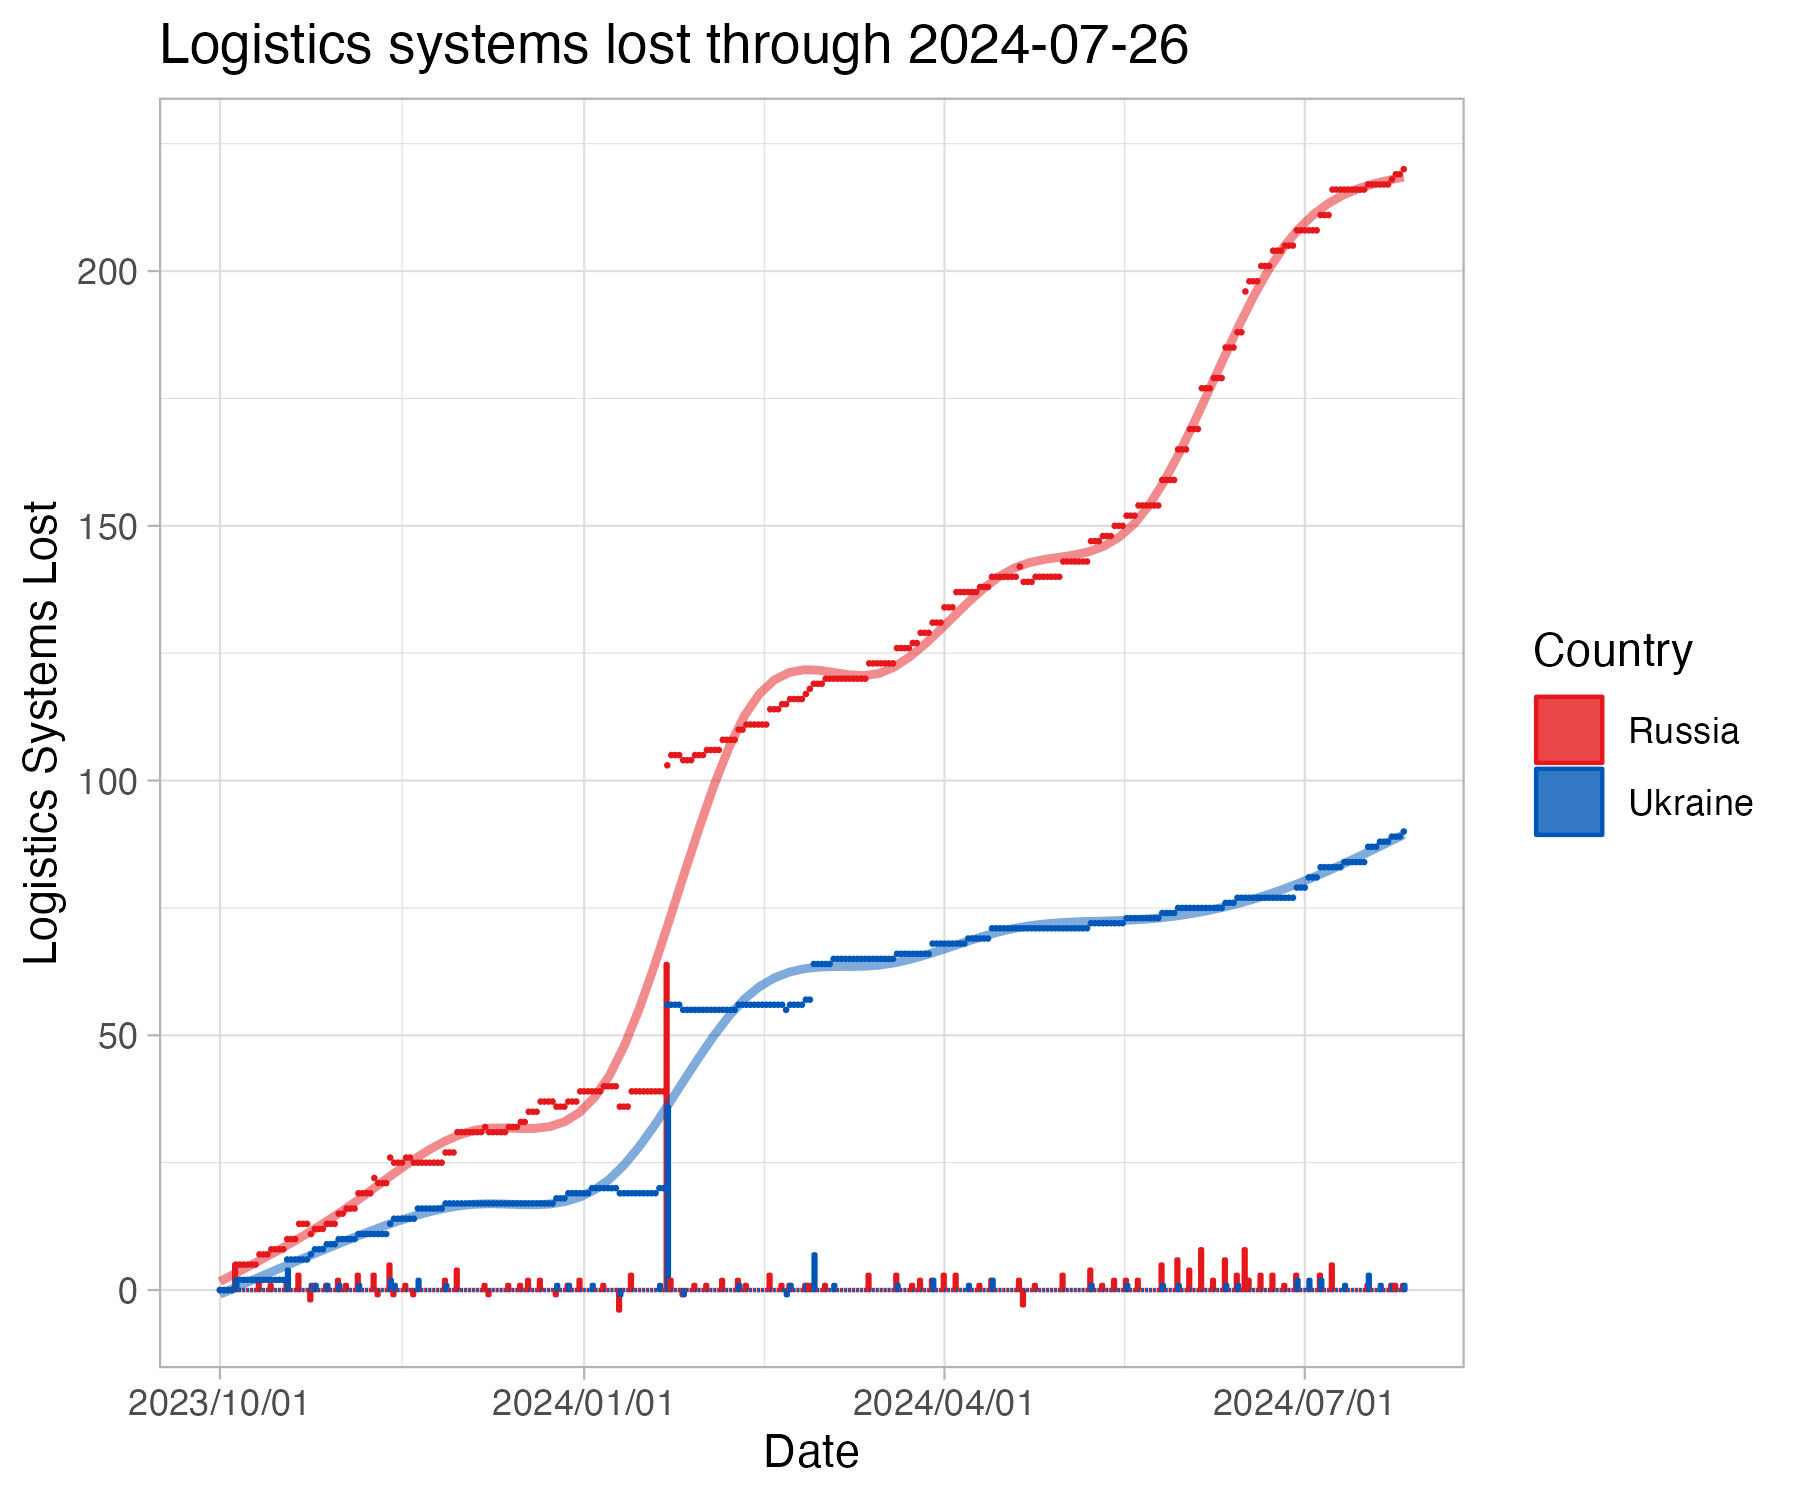 Logistics systems lost through 2024-07-26
Logistics Systems Lost
200
150
100
50
0
2023/10/01
2024/01/01
2024/04/01
2024/07/01
Date
Country
Russia
Ukraine